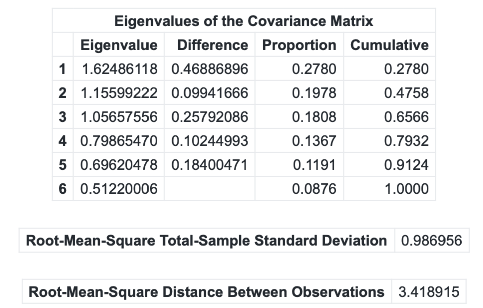 Eigenvalues of the Covariance Matrix
Eigenvalue Difference Proportion Cumulative
1 1.62486118 0.46886896 0.2780 0.2780
2 1.15599222 0.09941666 0.1978 0.4758
3 1.05657556 0.25792086 0.1808 0.6566
4 0.79865470 0.10244993 0.1367 0.7932
5 0.69620478 0.18400471 0.1191 0.9124
6 0.51220006 0.0876 1.0000
Root-Mean-Square Total-Sample Standard Deviation 0.986956
Root-Mean-Square Distance Between Observations 3.418915